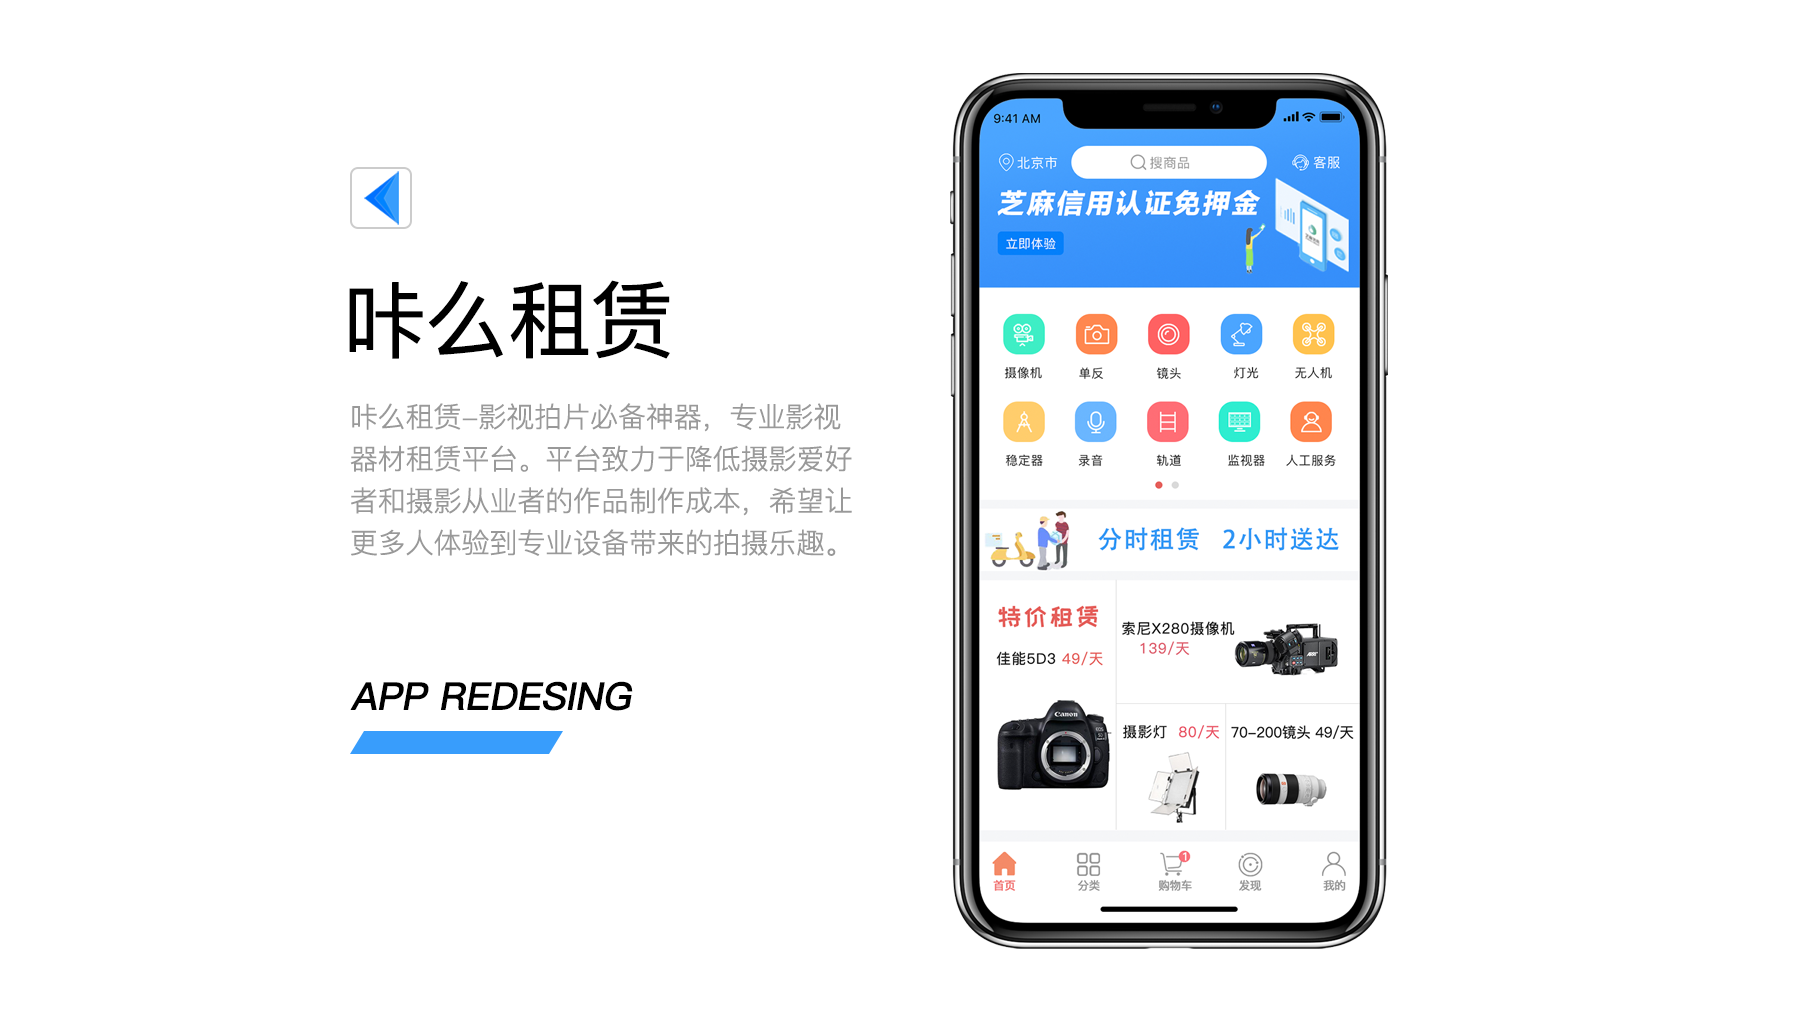 咔么租赁
咔么租赁-影视拍片必备神器，专业影视
器材租赁平台。平台致力于降低摄影爱好
者和摄影从业者的作品制作成本，希望让
更多人体验到专业设备带来的拍摄乐趣。
APP REDESING
9:41 AM
北京市
搜商品
客服
芝麻信用认证免押金
立即体验
摄像机 单反 镜头 灯光 无人机
稳定器 录音 轨道 监视器 人工服务
分时租赁 2小时送达
特价租赁
佳能5D3 49/天
索尼X280摄像机
139/天
Canon
摄影灯 80/天
70-200镜头 49/天
1
首页 分类 购物车 发现 我的